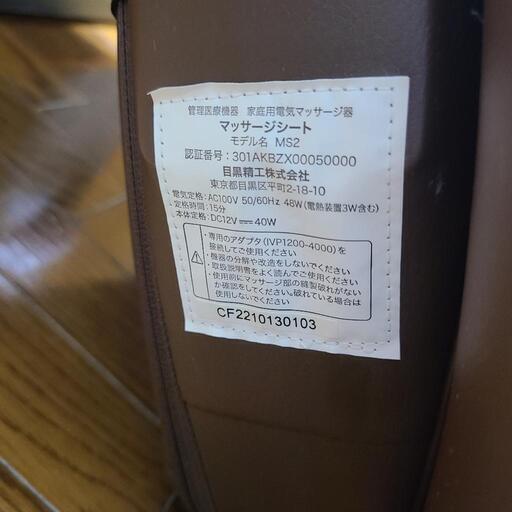 管理医療機器 家庭用電気マッサージ器
マッサージシート
モデル名 MS2
認証番号：301AKBZX00050000
目黒精工株式会社
東京都目黒区平町2-18-10
電気定格：AC100V 50/60Hz 48W(電熱装置3W含む)
定格時間：15分
本体定格：DC12V⎓40W
・専用のアダプタ(IVP1200-4000)を
接続してご使用ください
・機器の分解や改造をしないでください
・取扱説明書をよく読んでご使用ください
・使用前にマッサージ部の縫製破れがない
か確認をしてください。破れている場合は
使用しないでください
CF2210130103